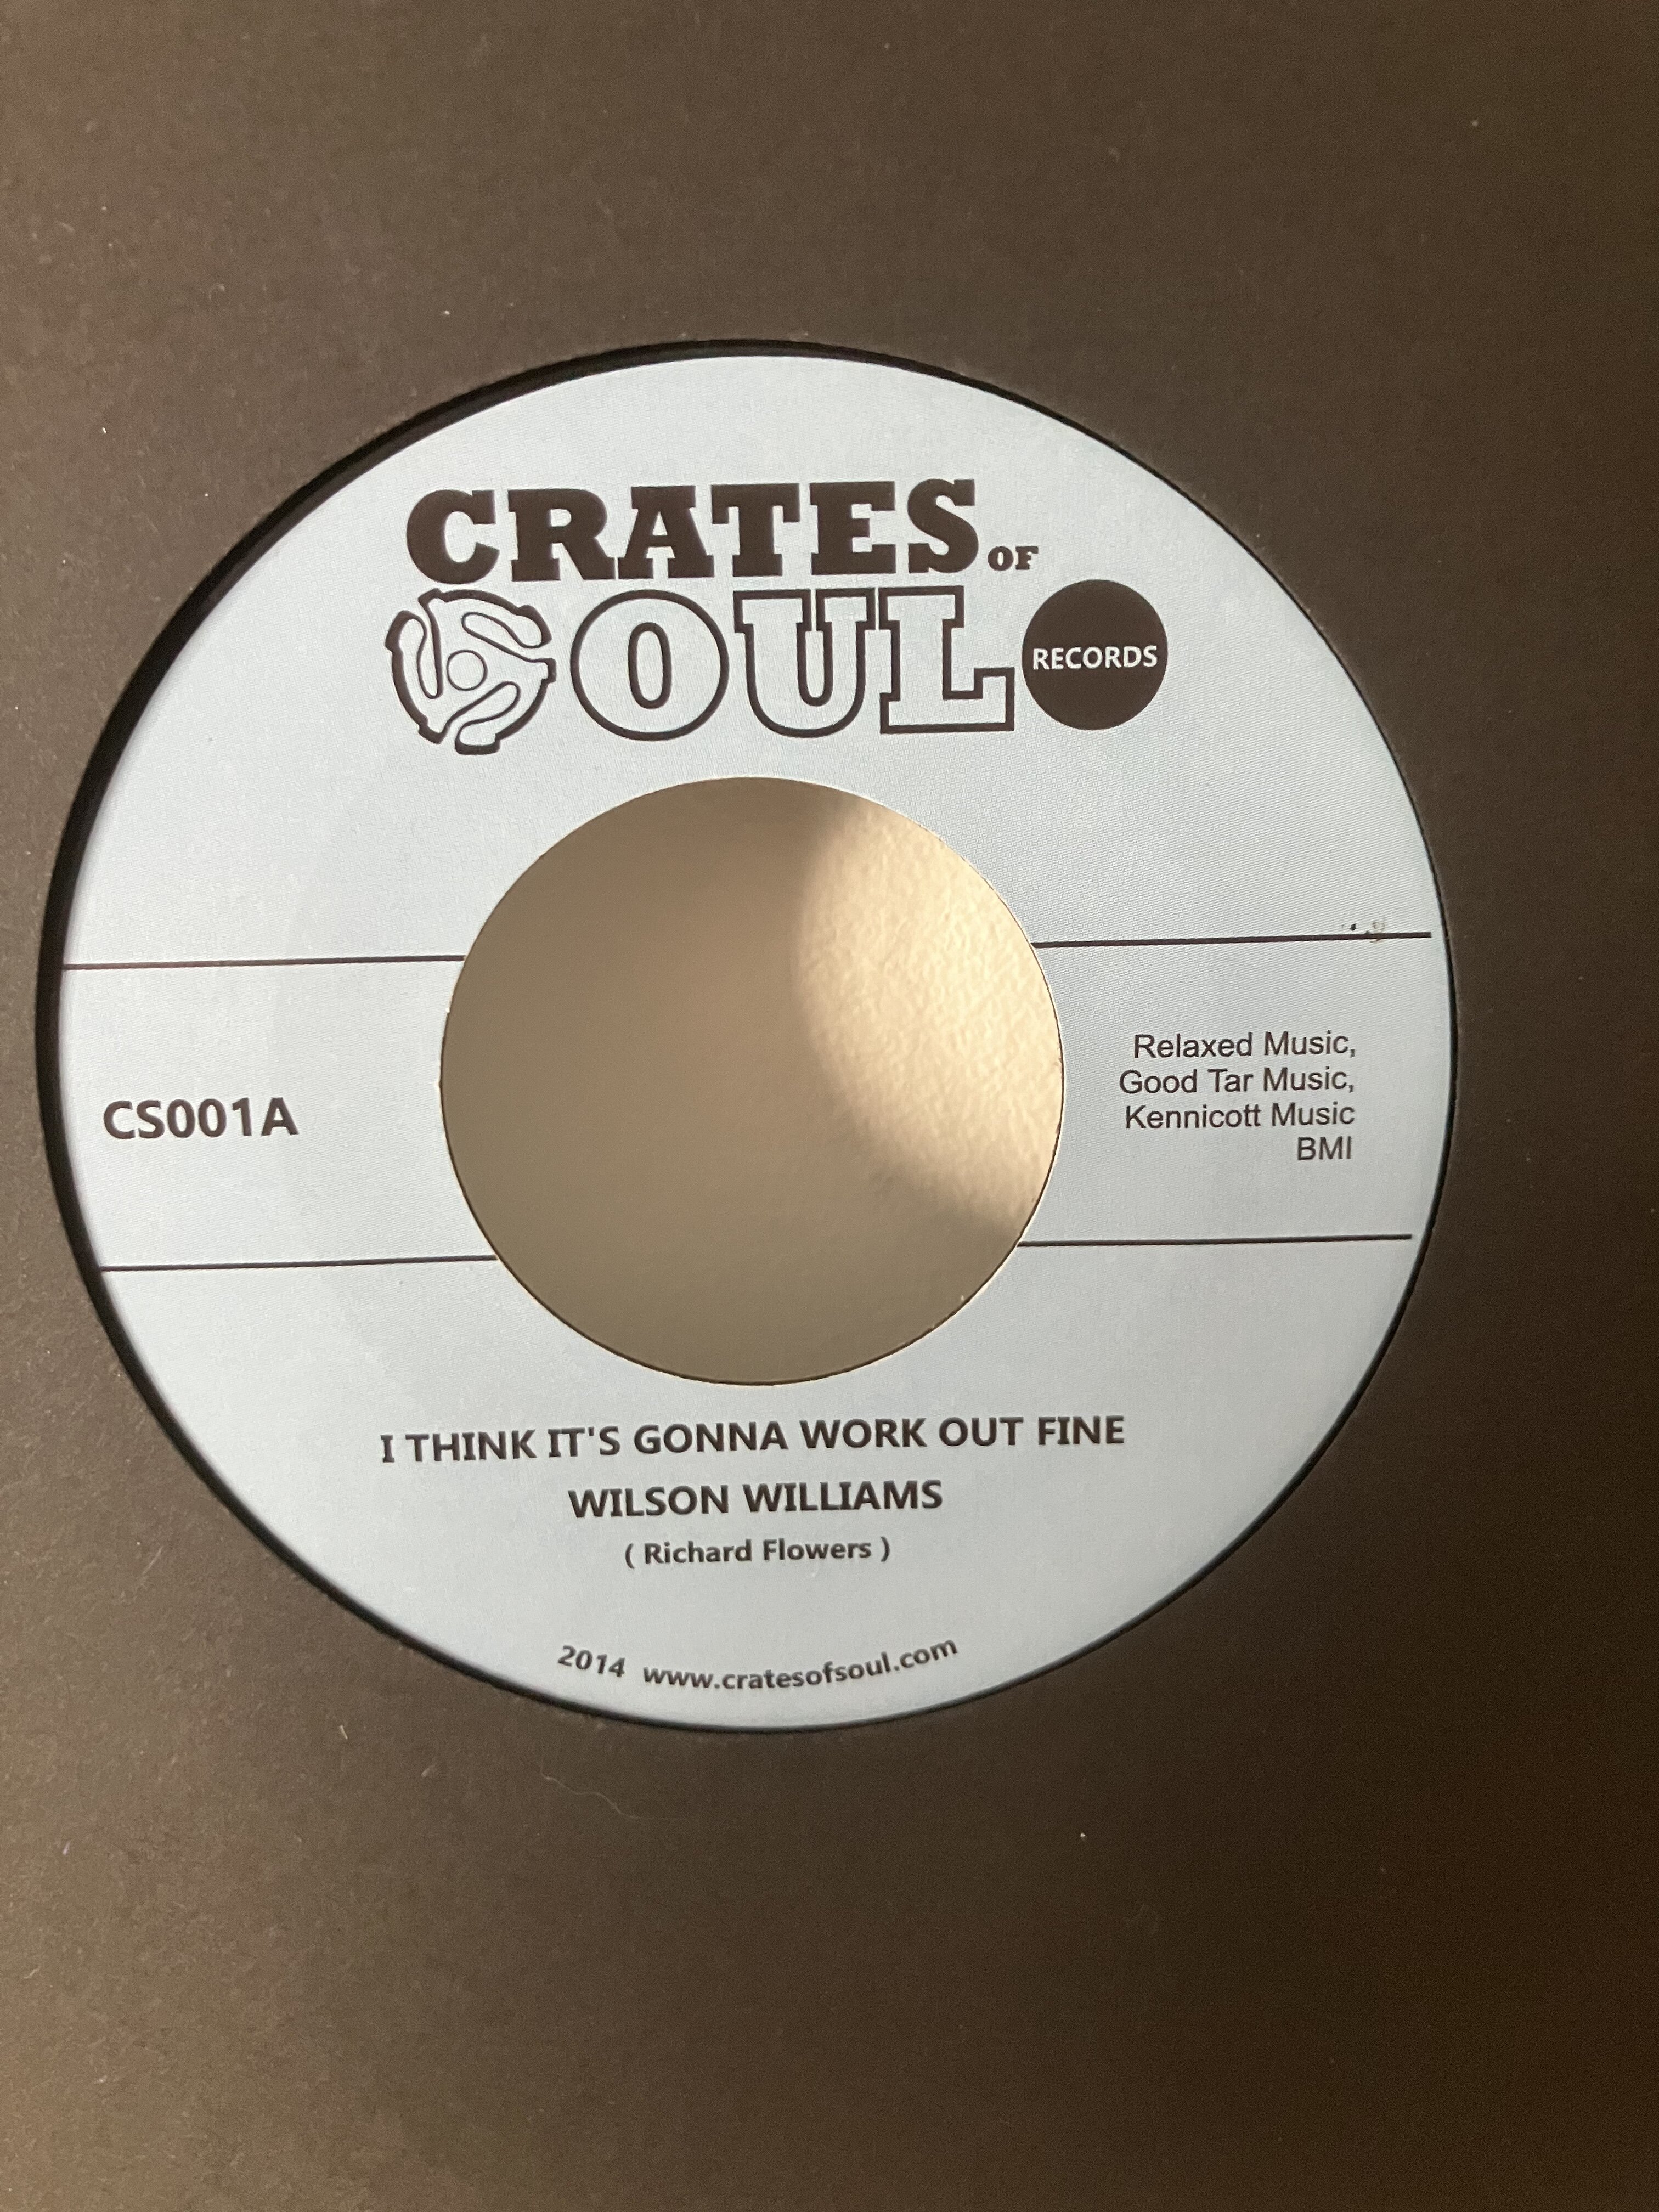 CRATES OF
SOUL RECORDS
CS001A
Relaxed Music,
Good Tar Music,
Kennicott Music
BMI
I THINK IT'S GONNA WORK OUT FINE
WILSON WILLIAMS
( Richard Flowers )
2014 www.cratesofsoul.com